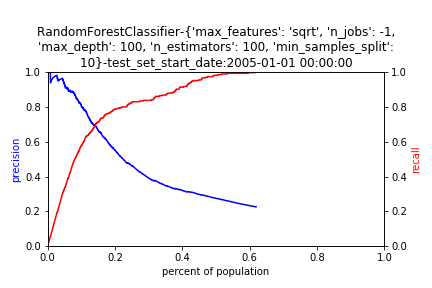 RandomForestClassifier-{'max_features': 'sqrt', 'n_jobs': -1,
'max_depth': 100, 'n_estimators': 100, 'min_samples_split':
10}-test_set_start_date:2005-01-01 00:00:00
1.0
0.8
0.6
0.4
0.2
0.0
precision
1.0
0.8
0.6
0.4
0.2
0.0
recall
0.0 0.2 0.4 0.6 0.8 1.0
percent of population